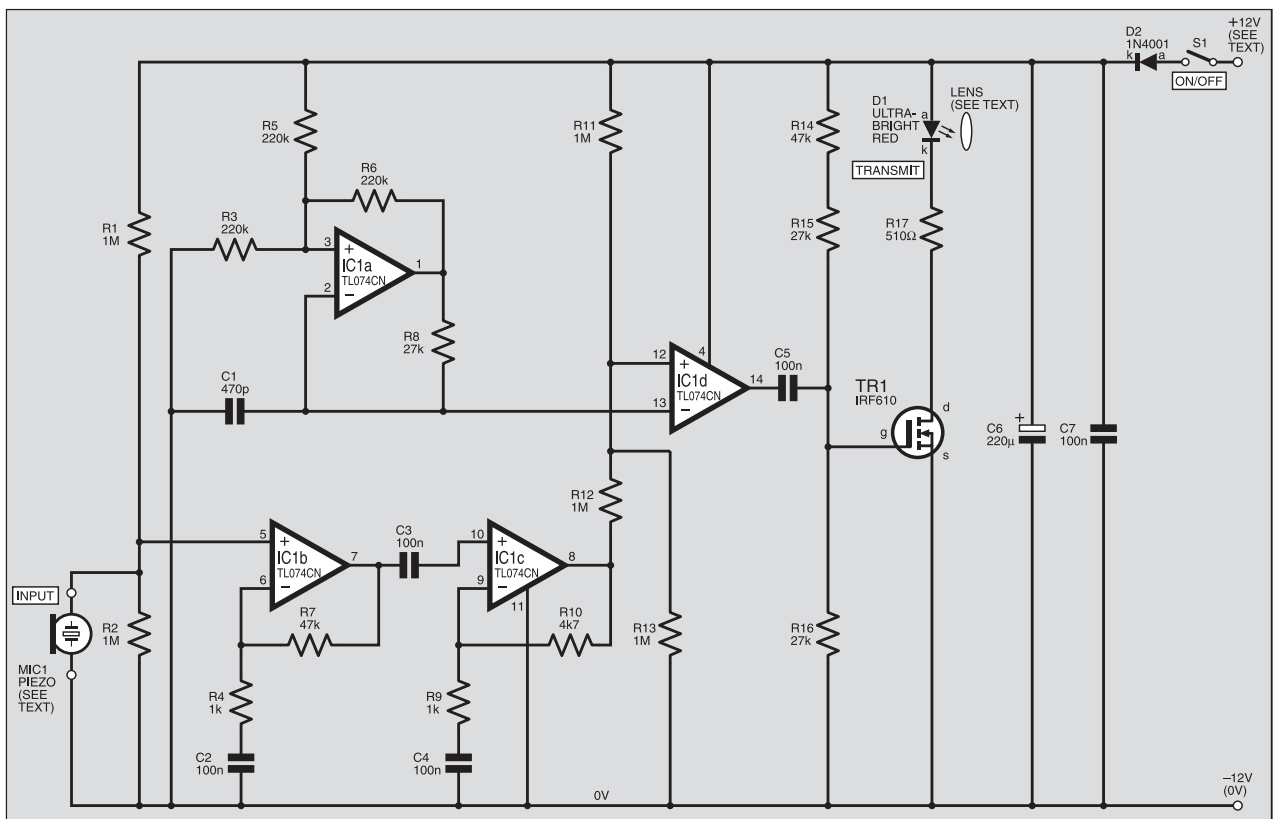 D2
1N4001
k
a
S1
+12V
(SEE
TEXT)
ON/OFF
R5
220k
R11
1M
R14
47k
D1
ULTRA-
BRIGHT
RED
a
k
LENS
(SEE TEXT)
TRANSMIT
R6
220k
R1
1M
R3
220k
R15
27k
R17
510Ω
3
+
IC1a
TL074CN
1
2
–
R8
27k
C1
470p
12
+
4
IC1d
TL074CN
14
13
–
C5
100n
TR1
IRF610
d
g
s
C6
220µ
+
C7
100n
R12
1M
5
+
IC1b
TL074CN
7
6
–
C3
100n
10
+
IC1c
TL074CN
8
9
–
11
INPUT
R2
1M
R7
47k
R10
4k7
R13
1M
R16
27k
MIC1
PIEZO
(SEE
TEXT)
R4
1k
R9
1k
C2
100n
C4
100n
0V
–12V
(0V)